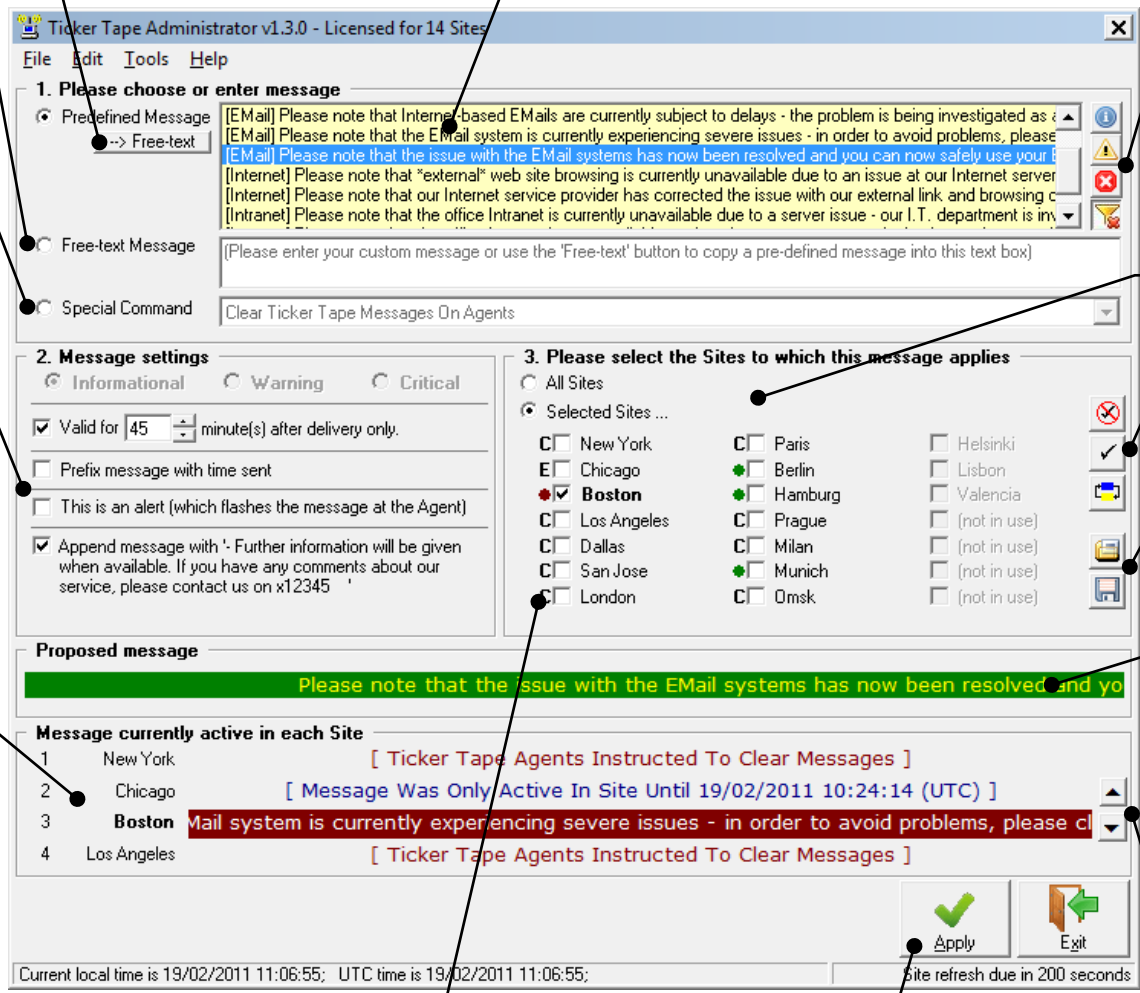 Ticker Tape Administrator v1.3.0 - Licensed for 14 Sites
File Edit Tools Help
1. Please choose or enter message
Predefined Message
--> Free-text
[EMail] Please note that Internet-based EMails are currently subject to delays - the problem is being investigated as
[EMail] Please note that the EMail system is currently experiencing severe issues - in order to avoid problems, please
[EMail] Please note that the issue with the EMail systems has now been resolved and you can now safely use your
[Internet] Please note that *external* web site browsing is currently unavailable due to an issue at our Internet server
[Internet] Please note that our Internet service provider has corrected the issue with our external link and browsing
[Intranet] Please note that the office Intranet is currently unavailable due to a server issue - our I.T. department is
Free-text Message
(Please enter your custom message or use the 'Free-text' button to copy a pre-defined message into this text box)
Special Command
Clear Ticker Tape Messages On Agents
2. Message settings
Informational Warning Critical
Valid for 45 minute(s) after delivery only.
Prefix message with time sent
This is an alert (which flashes the message at the Agent)
Append message with '- Further information will be given
when available. If you have any comments about our
service, please contact us on x12345 '
3. Please select the Sites to which this message applies
All Sites
Selected Sites ...
C New York C Paris Helsinki
E Chicago Berlin Lisbon
Boston Hamburg Valencia
C Los Angeles C Prague (not in use)
C Dallas C Milan (not in use)
C San Jose Munich (not in use)
C London C Omsk (not in use)
Proposed message
Please note that the issue with the EMail systems has now been resolved and yo
Message currently active in each Site
1 New York [ Ticker Tape Agents Instructed To Clear Messages ]
2 Chicago [ Message Was Only Active In Site Until 19/02/2011 10:24:14 (UTC) ]
3 Boston Mail system is currently experiencing severe issues - in order to avoid problems, please cl
4 Los Angeles [ Ticker Tape Agents Instructed To Clear Messages ]
Apply Exit
Current local time is 19/02/2011 11:06:55; UTC time is 19/02/2011 11:06:55;
Site refresh due in 200 seconds